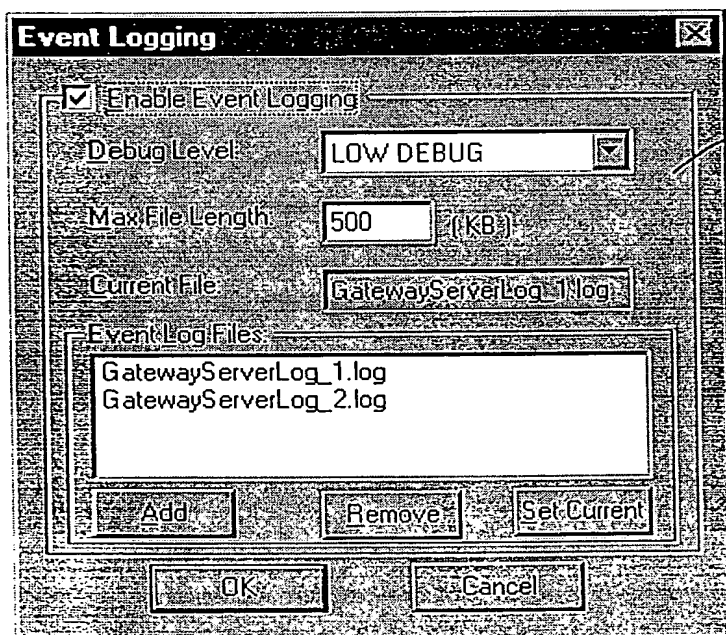 Event Logging
Enable Event Logging
Debug Level:
LOW DEBUG
Max File Length:
500
(KB)
Current File:
GatewayServerLog_1.log
Event Log Files:
GatewayServerLog_1.log
GatewayServerLog_2.log
Add
Remove
Set Current
OK
Cancel